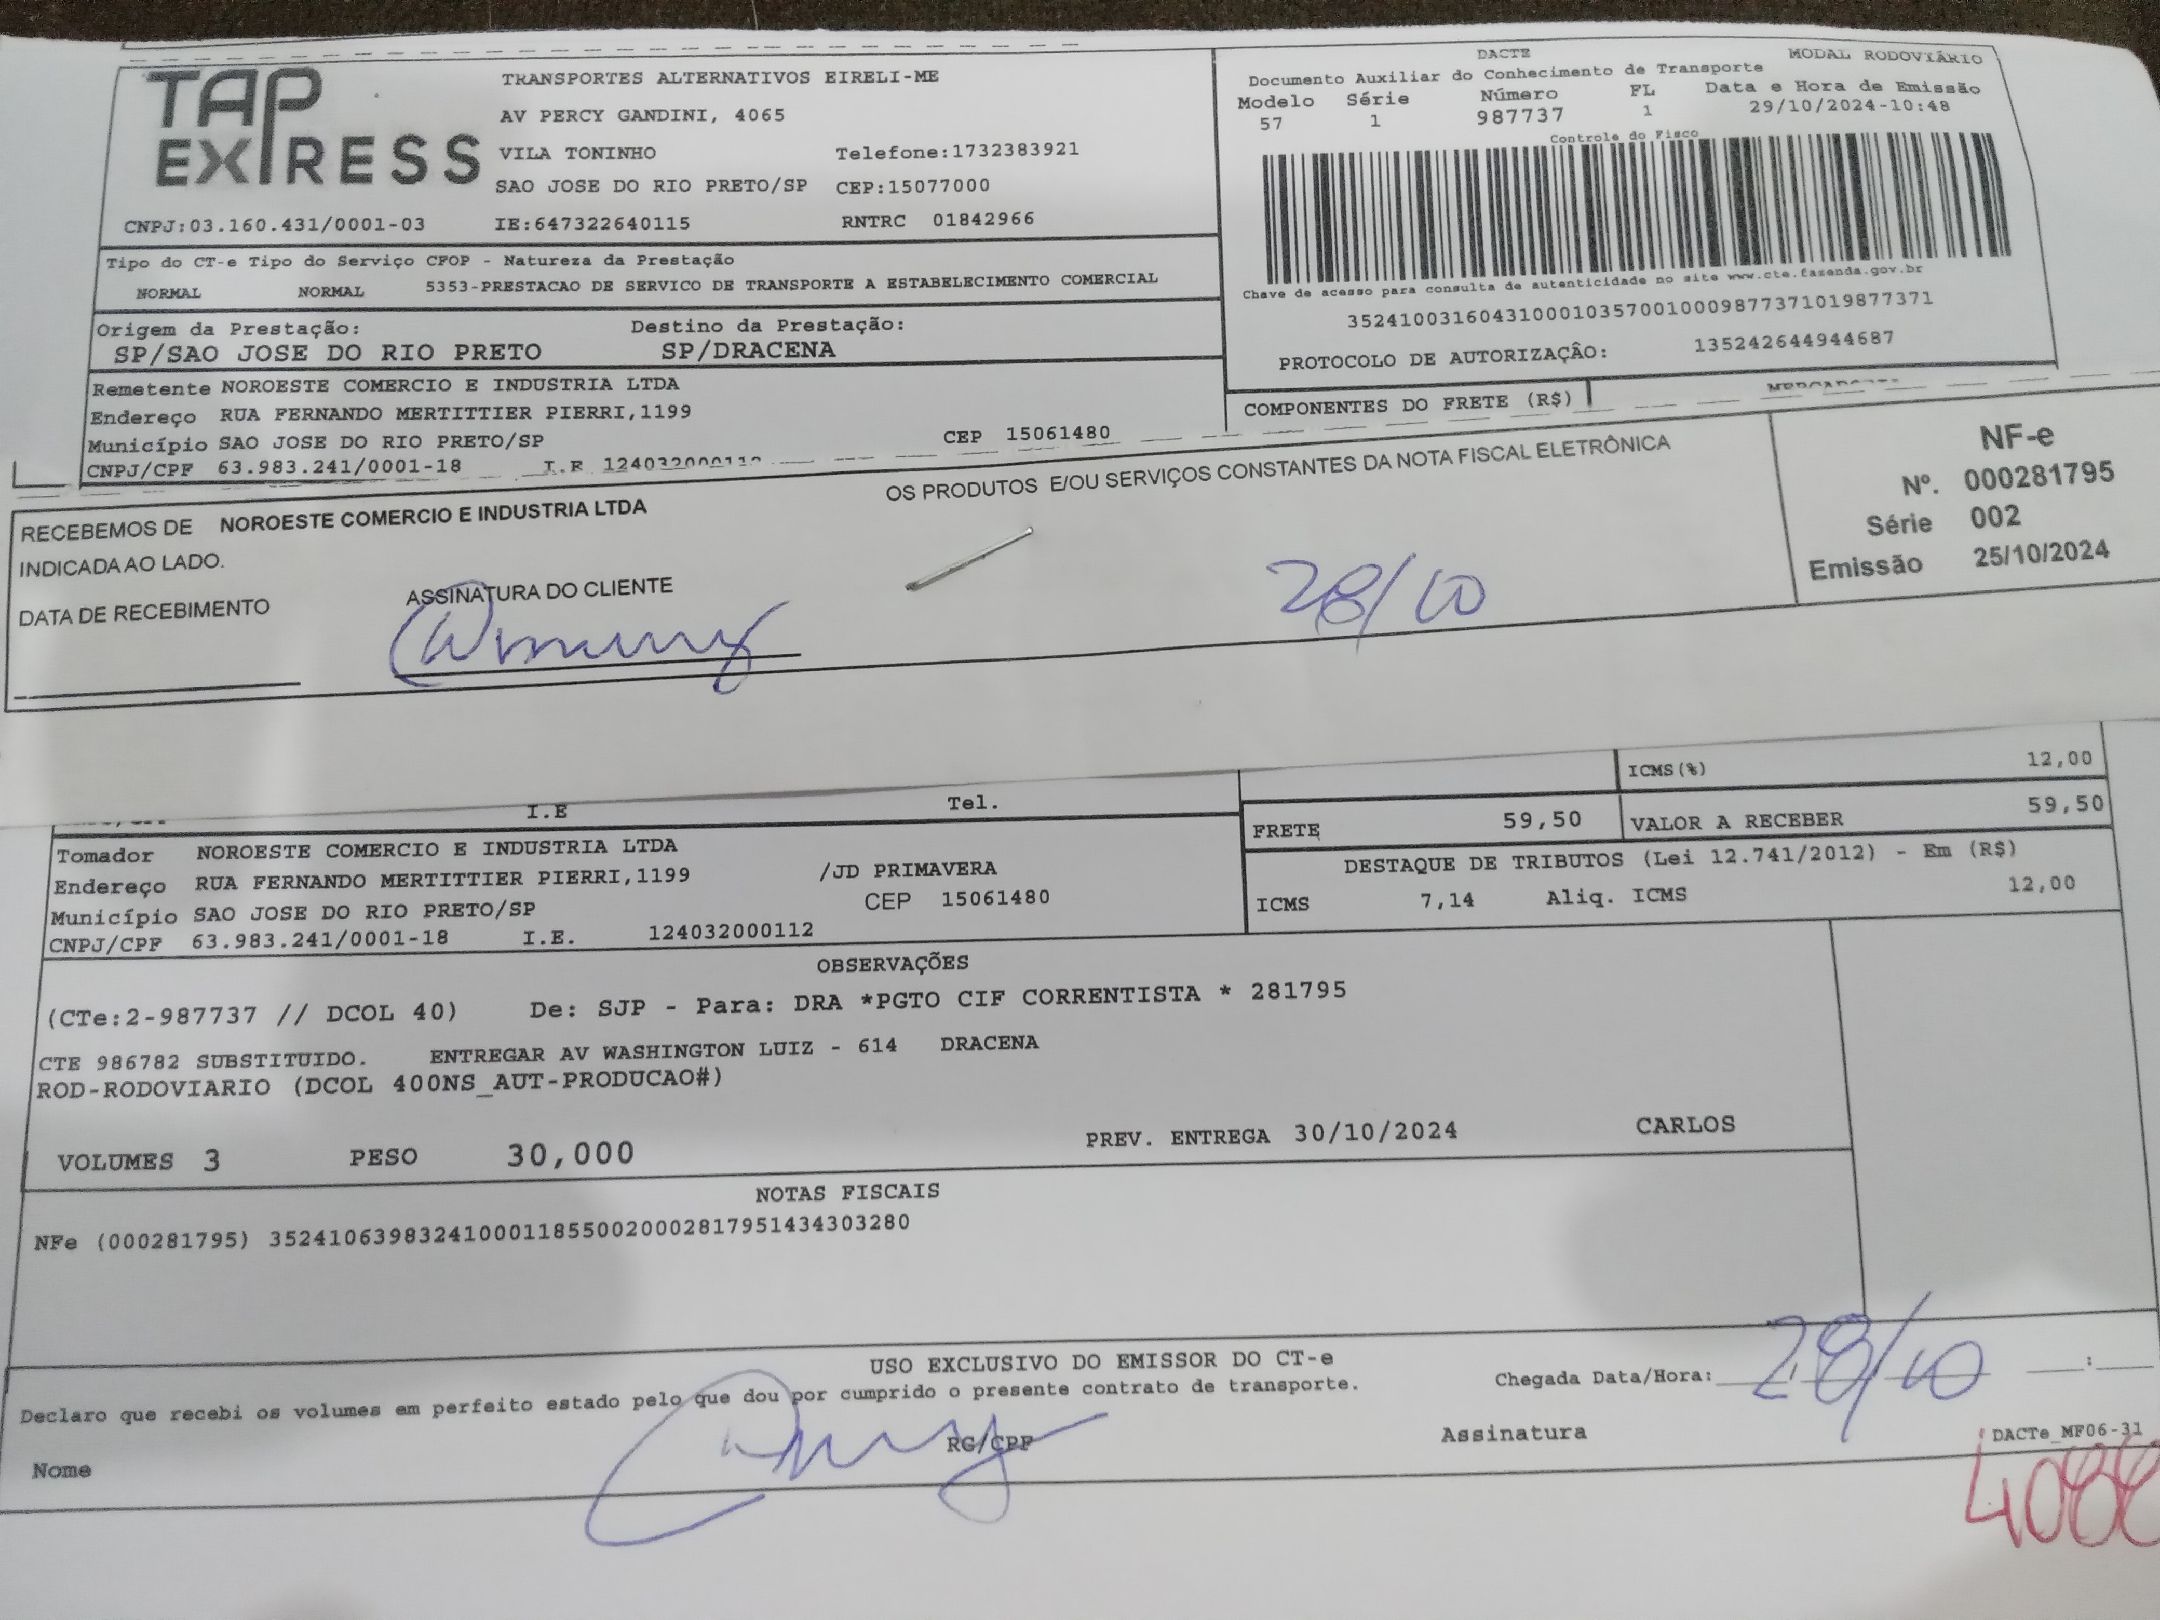 TAP EXPRESS
TRANSPORTES ALTERNATIVOS EIRELI-ME
AV PERCY GANDINI, 4065
VILA TONINHO Telefone:1732383921
SAO JOSE DO RIO PRETO/SP CEP:15077000
CNPJ:03.160.431/0001-03 IE:647322640115 RNTRC 01842966
DACTE MODAL RODOVIÁRIO
Documento Auxiliar do Conhecimento de Transporte
Modelo Série Número FL Data e Hora de Emissão
57 1 987737 1 29/10/2024-10:48
Controle do Fisco
Chave de acesso para consulta de autenticidade no site www.cte.fazenda.gov.br
35241003160431000103570010009877371019877371
PROTOCOLO DE AUTORIZAÇÃO: 135242644944687
Tipo do CT-e Tipo do Serviço CFOP - Natureza da Prestação
NORMAL NORMAL 5353-PRESTACAO DE SERVICO DE TRANSPORTE A ESTABELECIMENTO COMERCIAL
Origem da Prestação: Destino da Prestação:
SP/SAO JOSE DO RIO PRETO SP/DRACENA
Remetente NOROESTE COMERCIO E INDUSTRIA LTDA
Endereço RUA FERNANDO MERTITTIER PIERRI,1199
Município SAO JOSE DO RIO PRETO/SP CEP 15061480
CNPJ/CPF 63.983.241/0001-18 I.E 124032000112
COMPONENTES DO FRETE (R$)
RECEBEMOS DE NOROESTE COMERCIO E INDUSTRIA LTDA OS PRODUTOS E/OU SERVIÇOS CONSTANTES DA NOTA FISCAL ELETRÔNICA
INDICADA AO LADO.
DATA DE RECEBIMENTO ASSINATURA DO CLIENTE
28/10
NF-e
Nº. 000281795
Série 002
Emissão 25/10/2024
I.E Tel.
ICMS(%) 12,00
FRETE 59,50 VALOR A RECEBER 59,50
DESTAQUE DE TRIBUTOS (Lei 12.741/2012) - Em (R$)
ICMS 7,14 Aliq. ICMS 12,00
Tomador NOROESTE COMERCIO E INDUSTRIA LTDA
Endereço RUA FERNANDO MERTITTIER PIERRI,1199 /JD PRIMAVERA
Município SAO JOSE DO RIO PRETO/SP CEP 15061480
CNPJ/CPF 63.983.241/0001-18 I.E. 124032000112
OBSERVAÇÕES
(CTe:2-987737 // DCOL 40) De: SJP - Para: DRA *PGTO CIF CORRENTISTA * 281795
CTE 986782 SUBSTITUIDO. ENTREGAR AV WASHINGTON LUIZ - 614 DRACENA
ROD-RODOVIARIO (DCOL 400NS_AUT-PRODUCAO#)
VOLUMES 3 PESO 30,000 PREV. ENTREGA 30/10/2024 CARLOS
NOTAS FISCAIS
NFe (000281795) 35241063983241000118550020002817951434303280
USO EXCLUSIVO DO EMISSOR DO CT-e
Declaro que recebi os volumes em perfeito estado pelo que dou por cumprido o presente contrato de transporte.
Chegada Data/Hora: 28/10
Nome RG/CPF Assinatura
DACTe_MF06-31